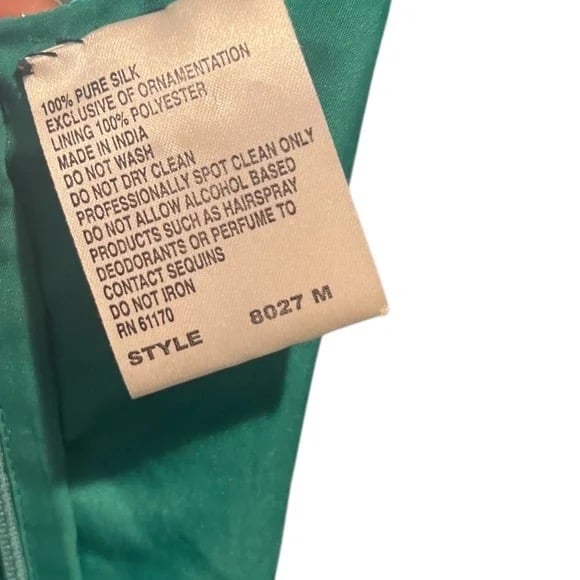 100% PURE SILK
EXCLUSIVE OF ORNAMENTATION
LINING 100% POLYESTER
MADE IN INDIA
DO NOT WASH
DO NOT DRY CLEAN
PROFESSIONALLY SPOT CLEAN ONLY
DO NOT ALLOW ALCOHOL BASED
PRODUCTS SUCH AS HAIRSPRAY
DEODORANTS OR PERFUME TO
CONTACT SEQUINS
DO NOT IRON
RN 61170
STYLE 8027 M